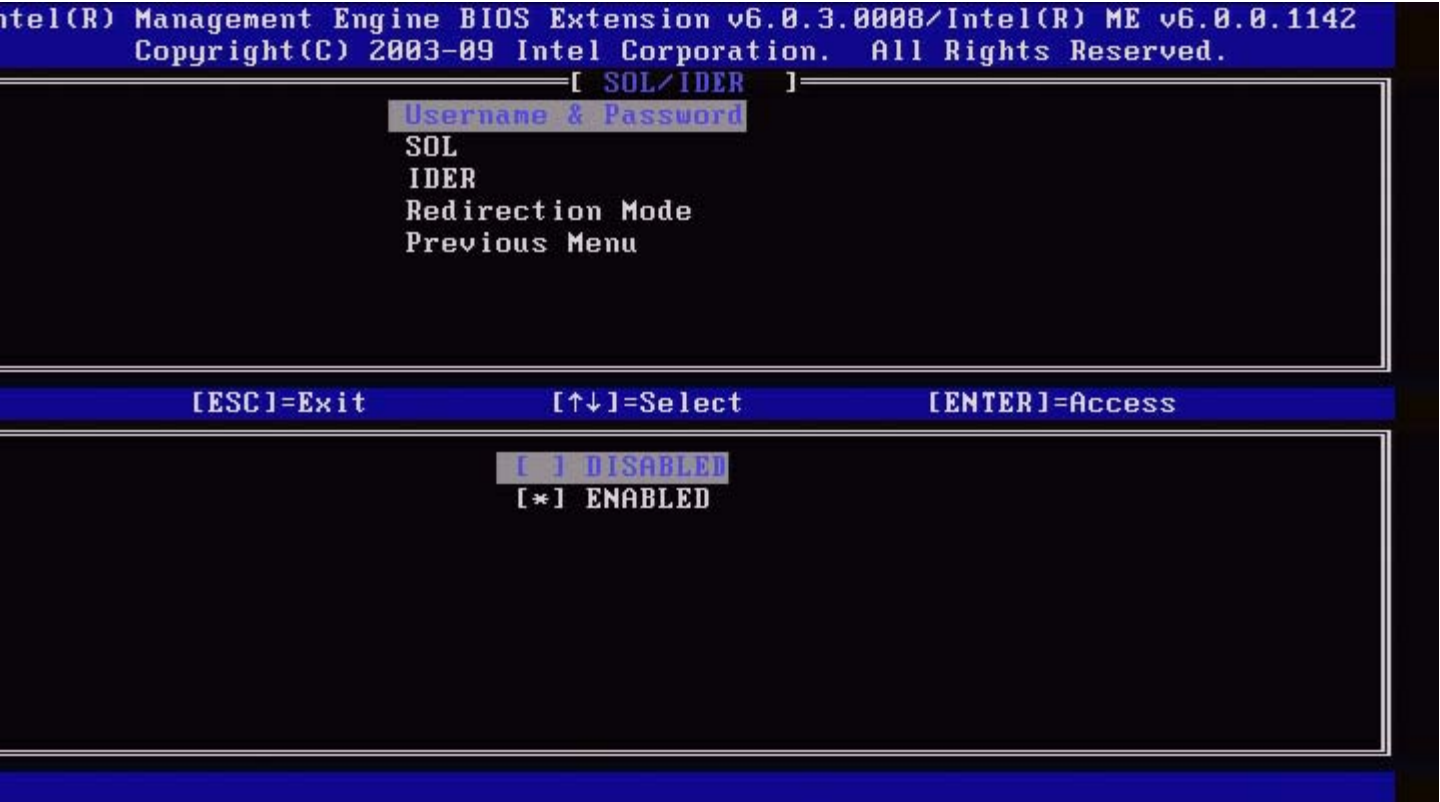 ntel(R) Management Engine BIOS Extension v6.0.3.0008/Intel(R) ME v6.0.0.1142
Copyright(C) 2003-09 Intel Corporation. All Rights Reserved.
[ SOL/IDER ]
Username & Password
SOL
IDER
Redirection Mode
Previous Menu
[ESC]=Exit [↑↓]=Select [ENTER]=Access
[ ] DISABLED
[*] ENABLED